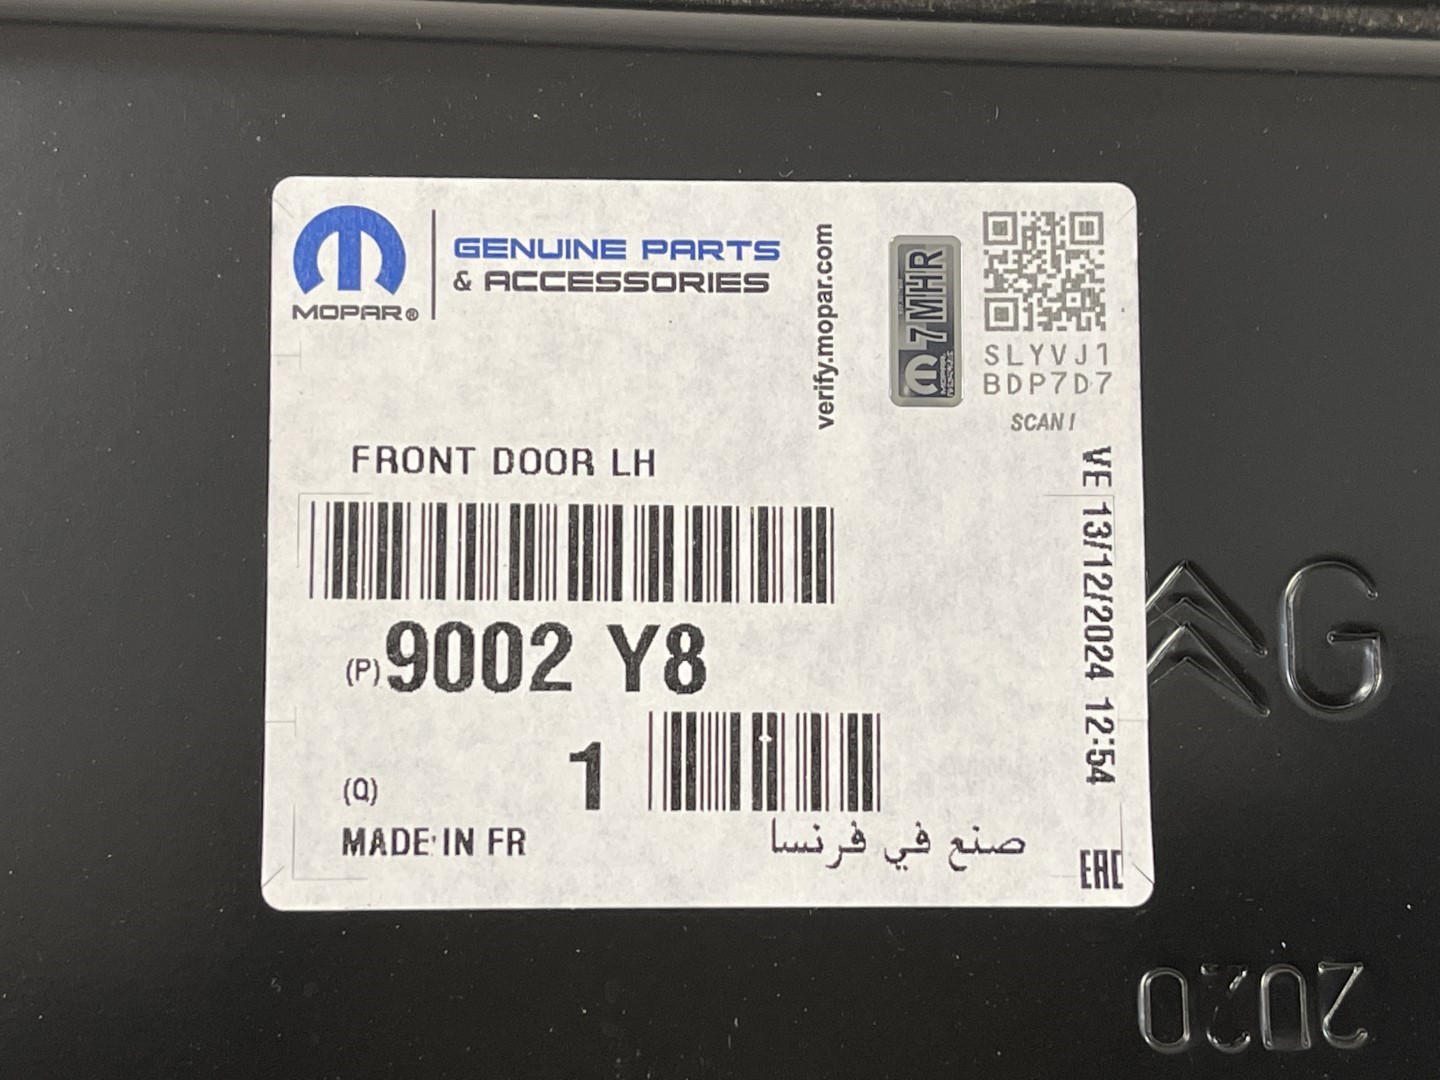 GENUINE PARTS
& ACCESSORIES
MOPAR®
verify.mopar.com
7MHR
MOPAR
SLYVJ1
BDP7D7
SCAN !
FRONT DOOR LH
VE 13/12/2024 12:54
(P) 9002 Y8
(Q) 1
MADE IN FR
صنع في فرنسا
EAC
G
2020